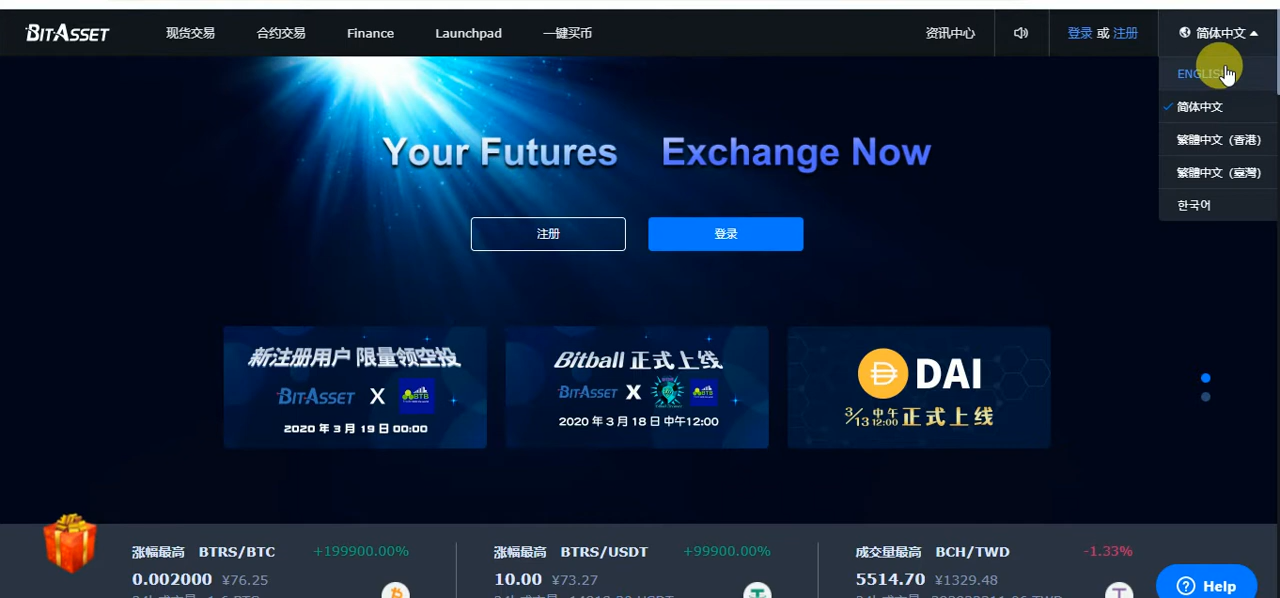 BITASSET 现货交易 合约交易 Finance Launchpad 一键买币 资讯中心 登录 或 注册 简体中文
ENGLIS
简体中文
繁體中文（香港）
繁體中文（臺灣）
한국어
Your Futures Exchange Now
注册 登录
新注册用户 限量领空投
BITASSET X BTB
2020 年 3 月 19 日 00:00
Bitball 正式上线
BITASSET X
2020 年 3 月 18 日 中午12:00
DAI
3/13 中午 12:00 正式上线
涨幅最高 BTRS/BTC +199900.00% 涨幅最高 BTRS/USDT +99900.00% 成交量最高 BCH/TWD -1.33%
0.002000 ¥76.25 10.00 ¥73.27 5514.70 ¥1329.48
Help